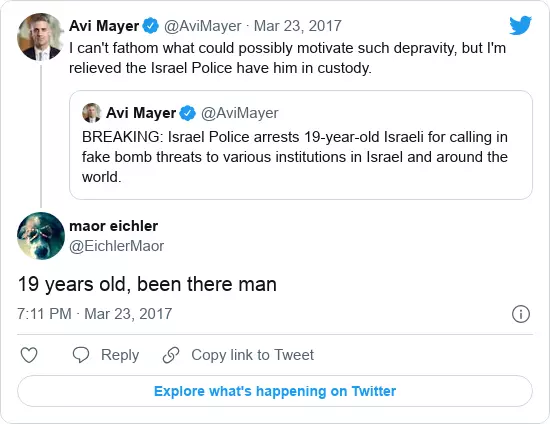 Avi Mayer @AviMayer · Mar 23, 2017
I can't fathom what could possibly motivate such depravity, but I'm
relieved the Israel Police have him in custody.
Avi Mayer @AviMayer
BREAKING: Israel Police arrests 19-year-old Israeli for calling in
fake bomb threats to various institutions in Israel and around the
world.
maor eichler
@EichlerMaor
19 years old, been there man
7:11 PM · Mar 23, 2017
Reply Copy link to Tweet
Explore what's happening on Twitter